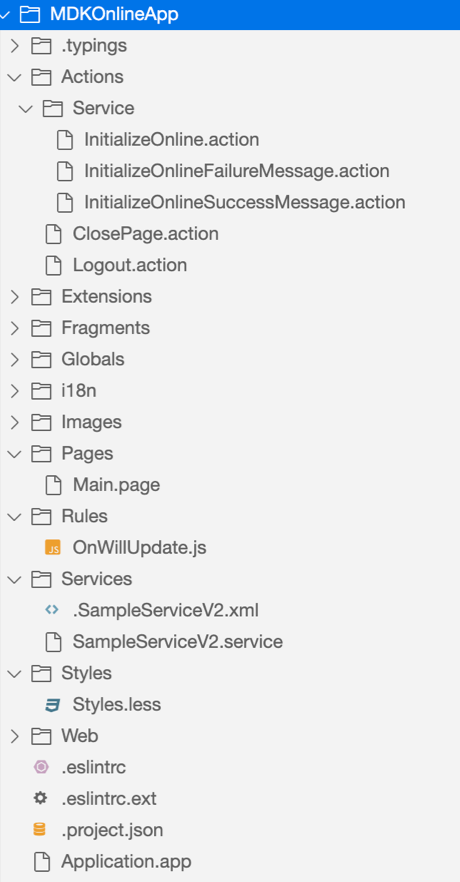 MDKOnlineApp
.typings
Actions
Service
InitializeOnline.action
InitializeOnlineFailureMessage.action
InitializeOnlineSuccessMessage.action
ClosePage.action
Logout.action
Extensions
Fragments
Globals
i18n
Images
Pages
Main.page
Rules
JS OnWillUpdate.js
Services
.SampleServiceV2.xml
SampleServiceV2.service
Styles
Styles.less
Web
.eslintrc
.eslintrc.ext
.project.json
Application.app